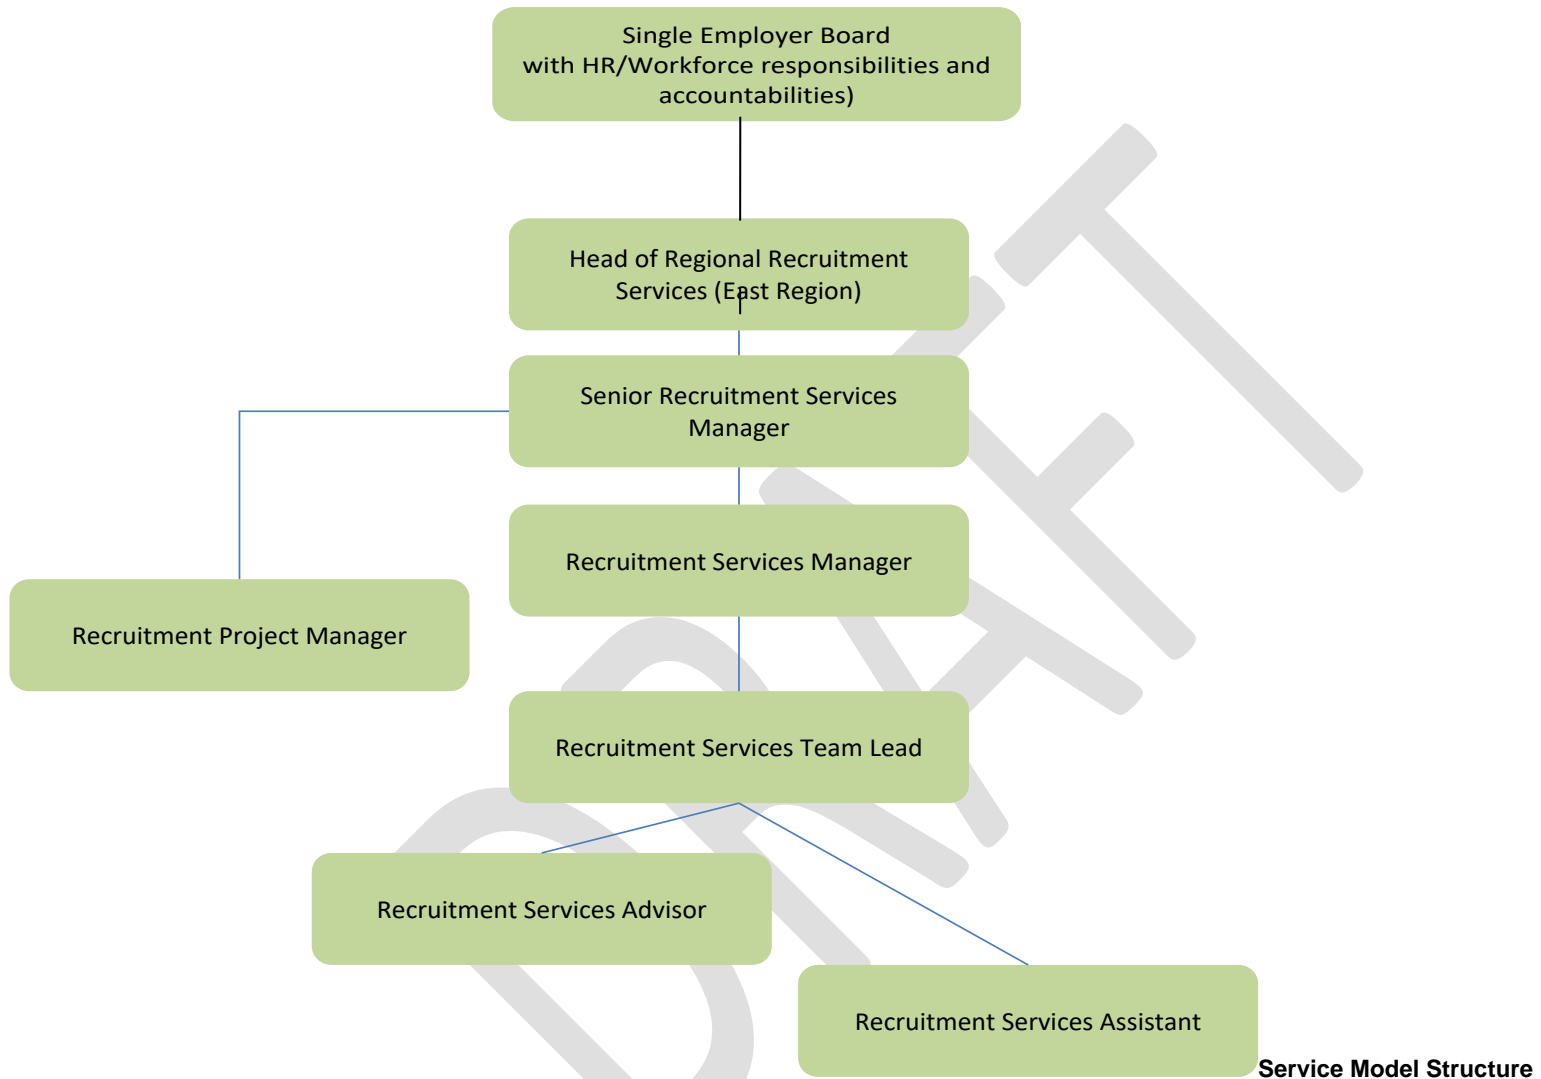 Single Employer Board
with HR/Workforce responsibilities and
accountabilities)
Head of Regional Recruitment
Services (East Region)
Senior Recruitment Services
Manager
Recruitment Services Manager
Recruitment Project Manager
Recruitment Services Team Lead
Recruitment Services Advisor
Recruitment Services Assistant
Service Model Structure
DRAFT